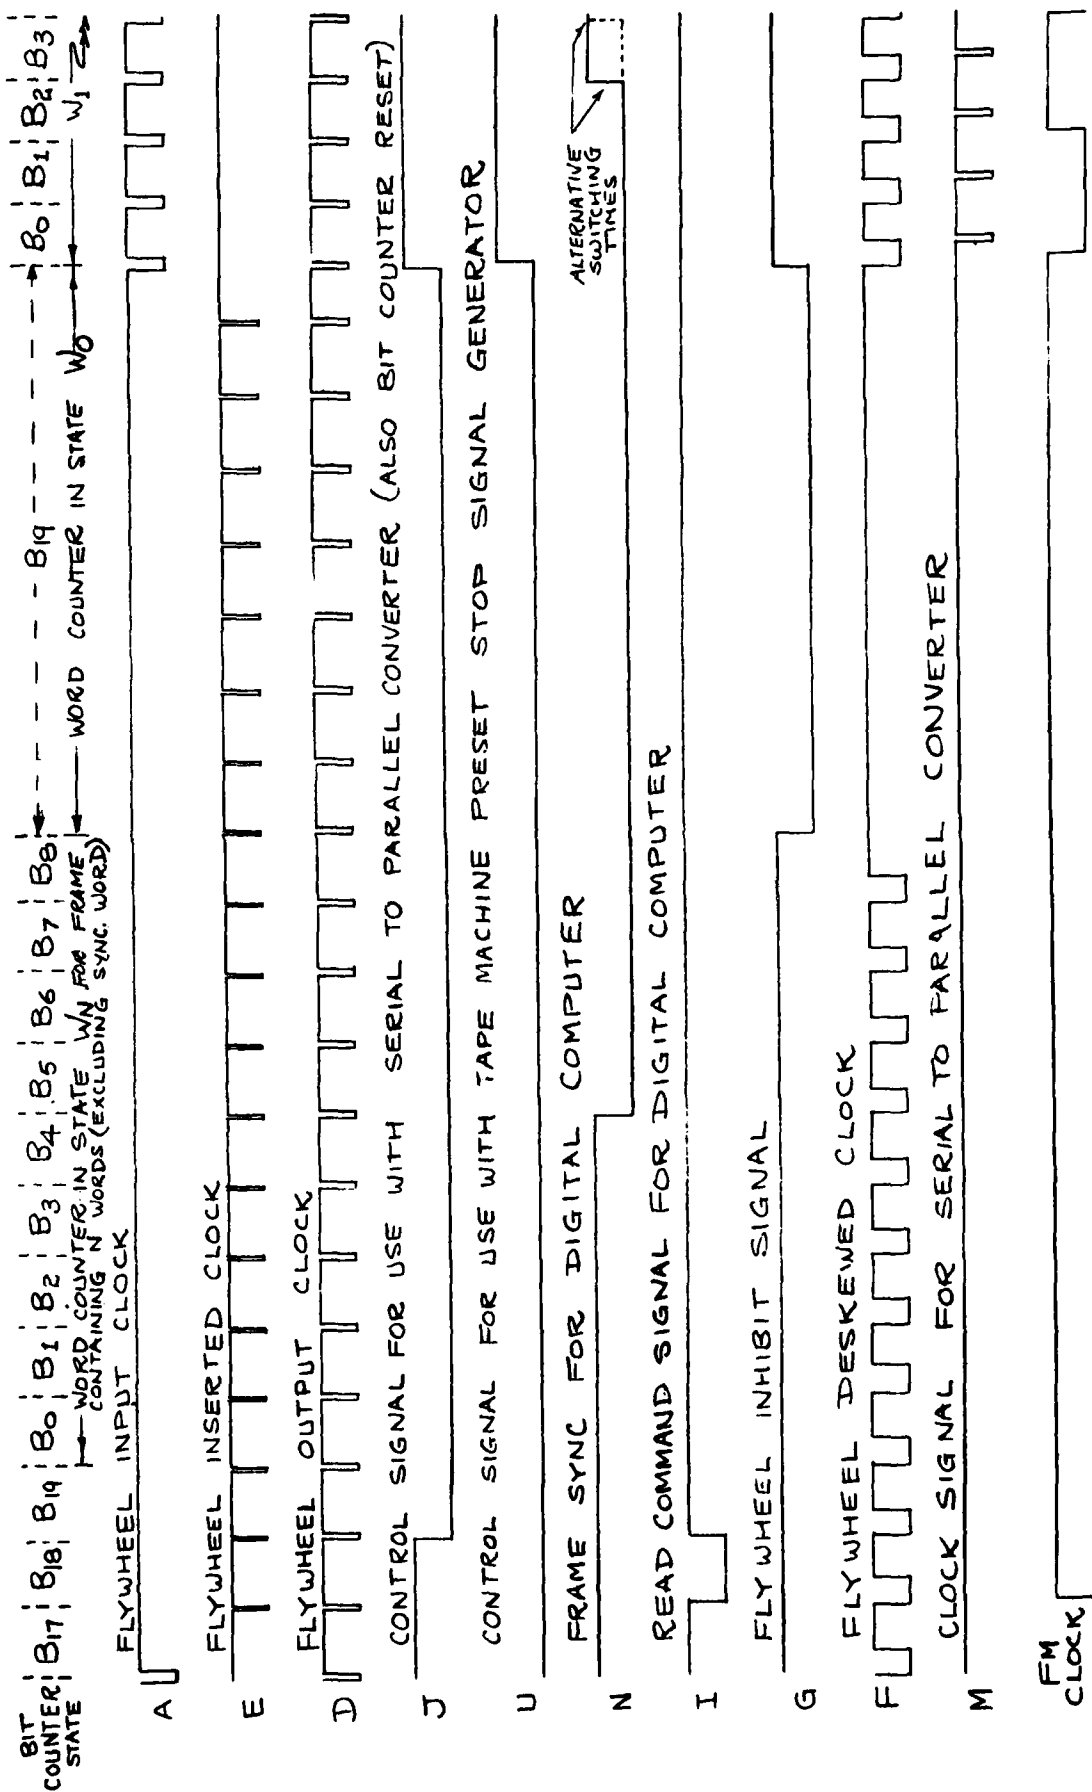 BIT
COUNTER
STATE
B17 B18 B19 B0 B1 B2 B3 B4 B5 B6 B7 B8 B19 B0 B1 B2 B3
WORD COUNTER IN STATE WN FOR FRAME
CONTAINING N WORDS (EXCLUDING SYNC. WORD)
WORD COUNTER IN STATE W0
W1
A FLYWHEEL INPUT CLOCK
E FLYWHEEL INSERTED CLOCK
D FLYWHEEL OUTPUT CLOCK
J CONTROL SIGNAL FOR USE WITH SERIAL TO PARALLEL CONVERTER (ALSO BIT COUNTER RESET)
U CONTROL SIGNAL FOR USE WITH TAPE MACHINE PRESET STOP SIGNAL GENERATOR
N FRAME SYNC FOR DIGITAL COMPUTER
ALTERNATIVE
SWITCHING
TIMES
I READ COMMAND SIGNAL FOR DIGITAL COMPUTER
G FLYWHEEL INHIBIT SIGNAL
F FLYWHEEL DESKEWED CLOCK
M CLOCK SIGNAL FOR SERIAL TO PARALLEL CONVERTER
FM
CLOCK